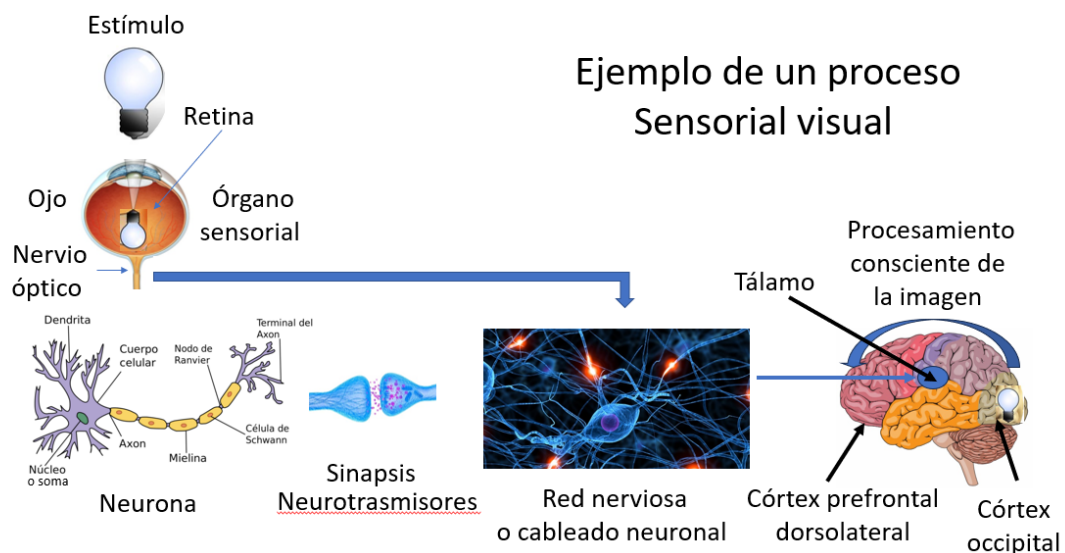 Estímulo
Ejemplo de un proceso
Sensorial visual
Retina
Ojo
Órgano
sensorial
Nervio
óptico
Procesamiento
consciente de
la imagen
Tálamo
Dendrita
Cuerpo
celular
Nodo de
Ranvier
Terminal del
Axon
Célula de
Schwann
Axon
Mielina
Núcleo
o soma
Neurona
Sinapsis
Neurotrasmisores
Red nerviosa
o cableado neuronal
Córtex prefrontal
dorsolateral
Córtex
occipital